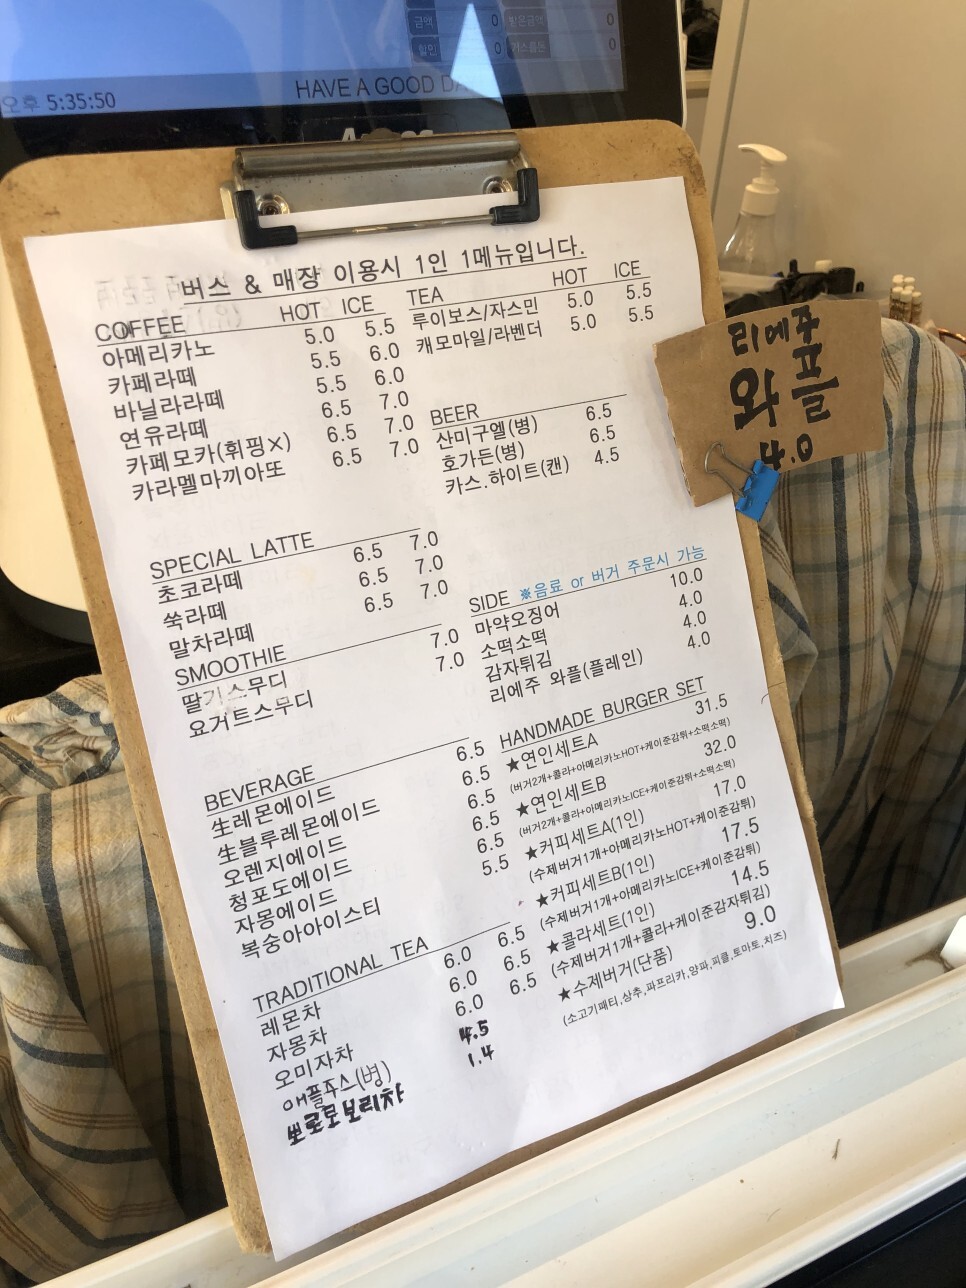 금액 0 받은금액 0
할인 0 거스름돈 0
오후 5:35:50
HAVE A GOOD
버스 & 매장 이용시 1인 1메뉴입니다.
COFFEE HOT ICE
아메리카노 5.0 5.5
카페라떼 5.5 6.0
바닐라라떼 5.5 6.0
연유라떼 6.5 7.0
카페모카(휘핑X) 6.5 7.0
카라멜마끼아또 6.5 7.0
SPECIAL LATTE
초코라떼 6.5 7.0
쑥라떼 6.5 7.0
말차라떼 6.5 7.0
SMOOTHIE
딸기스무디 7.0
요거트스무디 7.0
BEVERAGE
生레몬에이드 6.5
生블루레몬에이드 6.5
오렌지에이드 6.5
청포도에이드 6.5
자몽에이드 6.5
복숭아아이스티 5.5
TRADITIONAL TEA
레몬차 6.0 6.5
자몽차 6.0 6.5
오미자차 6.0 6.5
애플쥬스(병) 4.5
뽀로로보리차 1.4
TEA HOT ICE
루이보스/자스민 5.0 5.5
캐모마일/라벤더 5.0 5.5
BEER
산미구엘(병) 6.5
호가든(병) 6.5
카스.하이트(캔) 4.5
SIDE ※음료 or 버거 주문시 가능
마약오징어 10.0
소떡소떡 4.0
감자튀김 4.0
리에주 와플(플레인) 4.0
HANDMADE BURGER SET
★연인세트A 31.5
(버거2개+콜라+아메리카노HOT+케이준감튀+소떡소떡)
★연인세트B 32.0
(버거2개+콜라+아메리카노ICE+케이준감튀+소떡소떡)
★커피세트A(1인) 17.0
(수제버거1개+아메리카노HOT+케이준감튀)
★커피세트B(1인) 17.5
(수제버거1개+아메리카노ICE+케이준감튀)
★콜라세트(1인) 14.5
(수제버거1개+콜라+케이준감자튀김)
★수제버거(단품) 9.0
(소고기패티,상추,파프리카,양파,피클,토마토,치즈)
리에쥬
와플
4.0